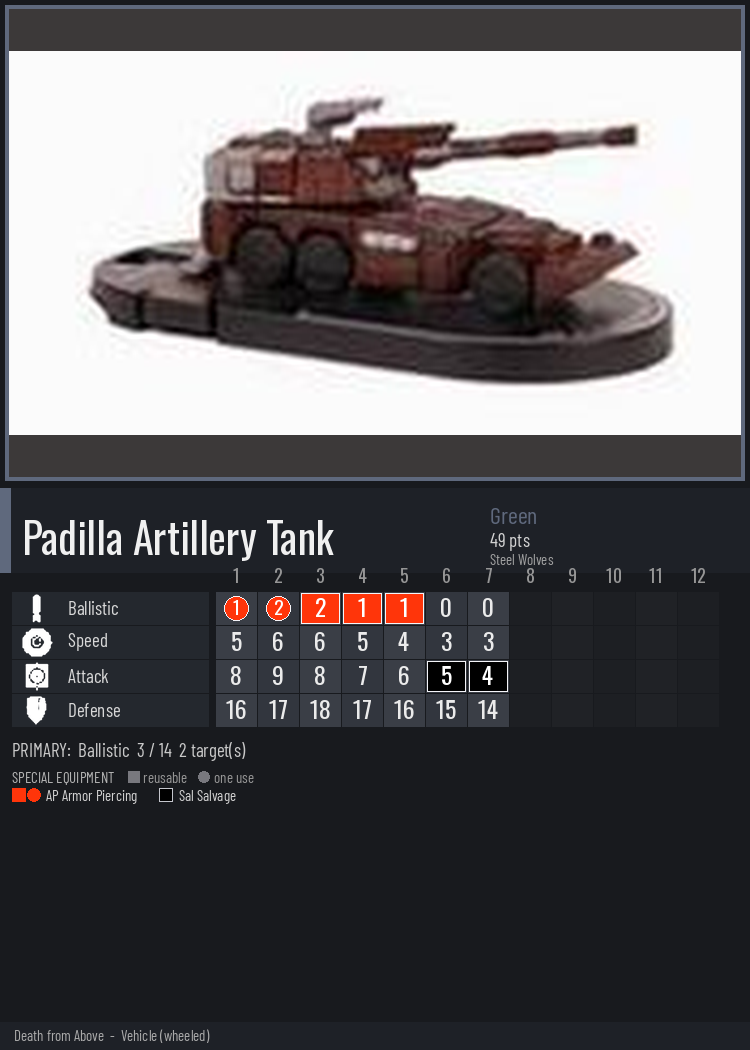 Padilla Artillery Tank
Green
49 pts
Steel Wolves
1 2 3 4 5 6 7 8 9 10 11 12
Ballistic 1 2 2 1 1 0 0
Speed 5 6 6 5 4 3 3
Attack 8 9 8 7 6 5 4
Defense 16 17 18 17 16 15 14
PRIMARY: Ballistic 3 / 14 2 target(s)
SPECIAL EQUIPMENT reusable one use
AP Armor Piercing Sal Salvage
Death from Above - Vehicle (wheeled)